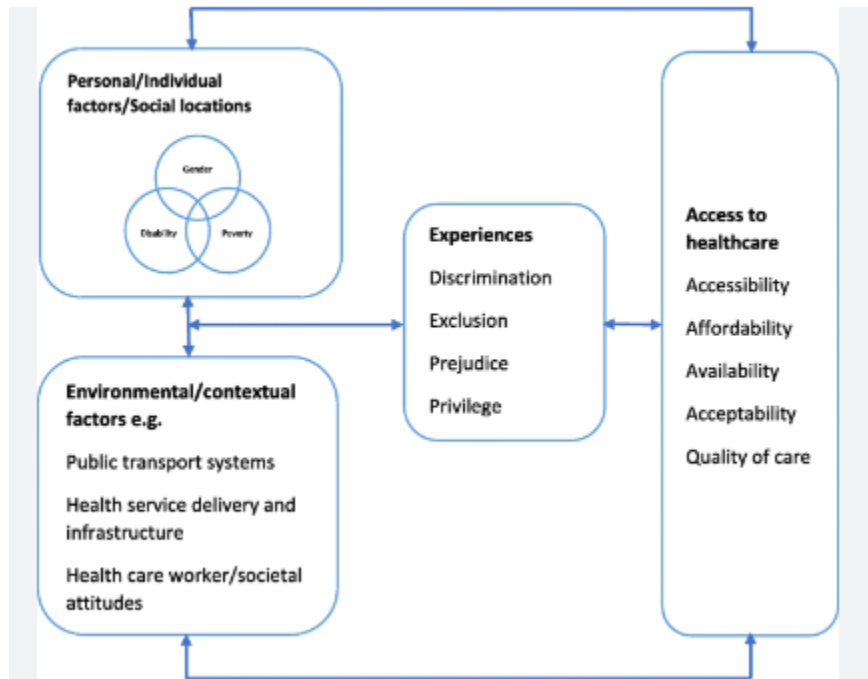 Personal/Individual
factors/Social locations
Gender
Disability
Poverty
Environmental/contextual
factors e.g.
Public transport systems
Health service delivery and
infrastructure
Health care worker/societal
attitudes
Experiences
Discrimination
Exclusion
Prejudice
Privilege
Access to
healthcare
Accessibility
Affordability
Availability
Acceptability
Quality of care